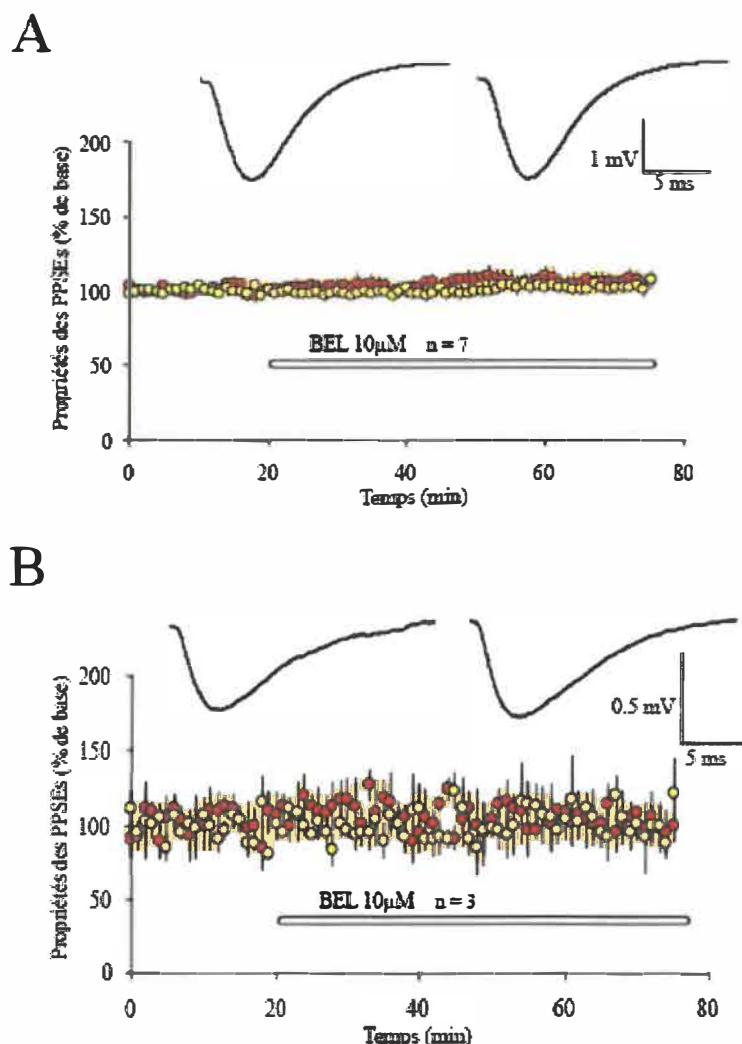 A
200
150
100
50
0
Propriétés des PPSEs (% de base)
1 mV
5 ms
BEL 10µM n = 7
0 20 40 60 80
Temps (min)
B
200
150
100
50
0
Propriétés des PPSEs (% de base)
0.5 mV
5 ms
BEL 10µM n = 3
0 20 40 60 80
Temps (min)